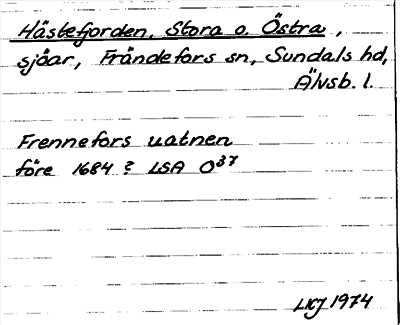 Hästefjorden, Stora o. Östra,
sjöar, Frändefors sn, Sundals hd,
Älvsb. l.
Frennefors uatnen
före 1684 ? LSA O37
LKJ 1974